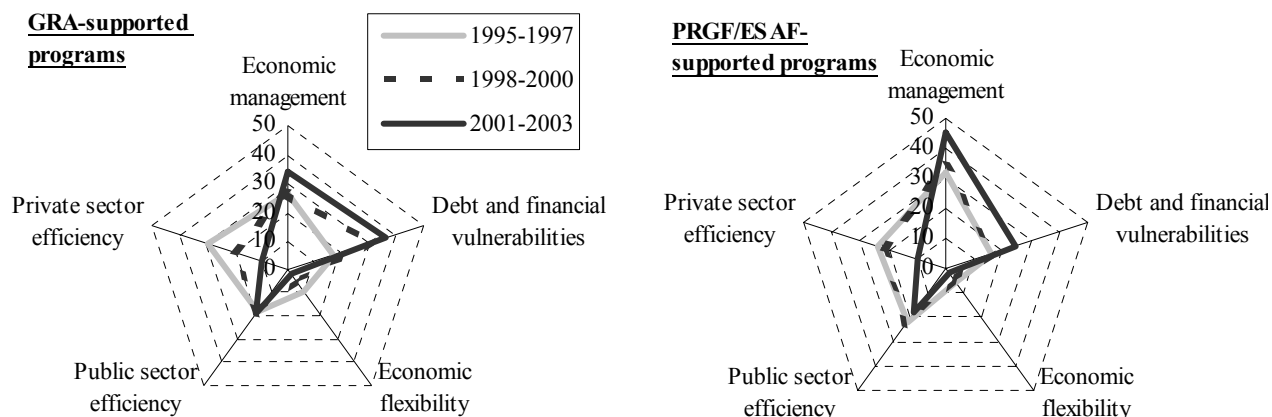 GRA-supported
programs
1995-1997
1998-2000
2001-2003
Economic
management
50
40
30
20
10
0
Private sector
efficiency
Debt and financial
vulnerabilities
Public sector
efficiency
Economic
flexibility
PRGF/ESAF-
supported programs
Economic
management
50
40
30
20
10
0
Private sector
efficiency
Debt and financial
vulnerabilities
Public sector
efficiency
Economic
flexibility